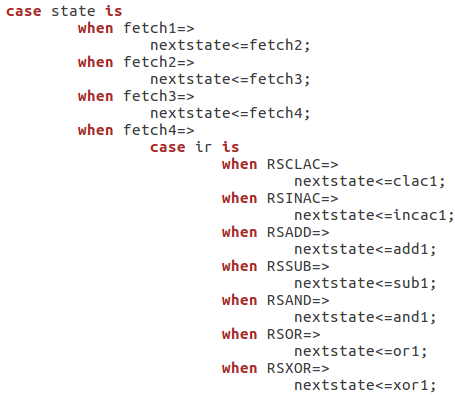 case state is
when fetch1=>
nextstate<=fetch2;
when fetch2=>
nextstate<=fetch3;
when fetch3=>
nextstate<=fetch4;
when fetch4=>
case ir is
when RSCLAC=>
nextstate<=clac1;
when RSINAC=>
nextstate<=incac1;
when RSADD=>
nextstate<=add1;
when RSSUB=>
nextstate<=sub1;
when RSAND=>
nextstate<=and1;
when RSOR=>
nextstate<=or1;
when RSXOR=>
nextstate<=xor1;